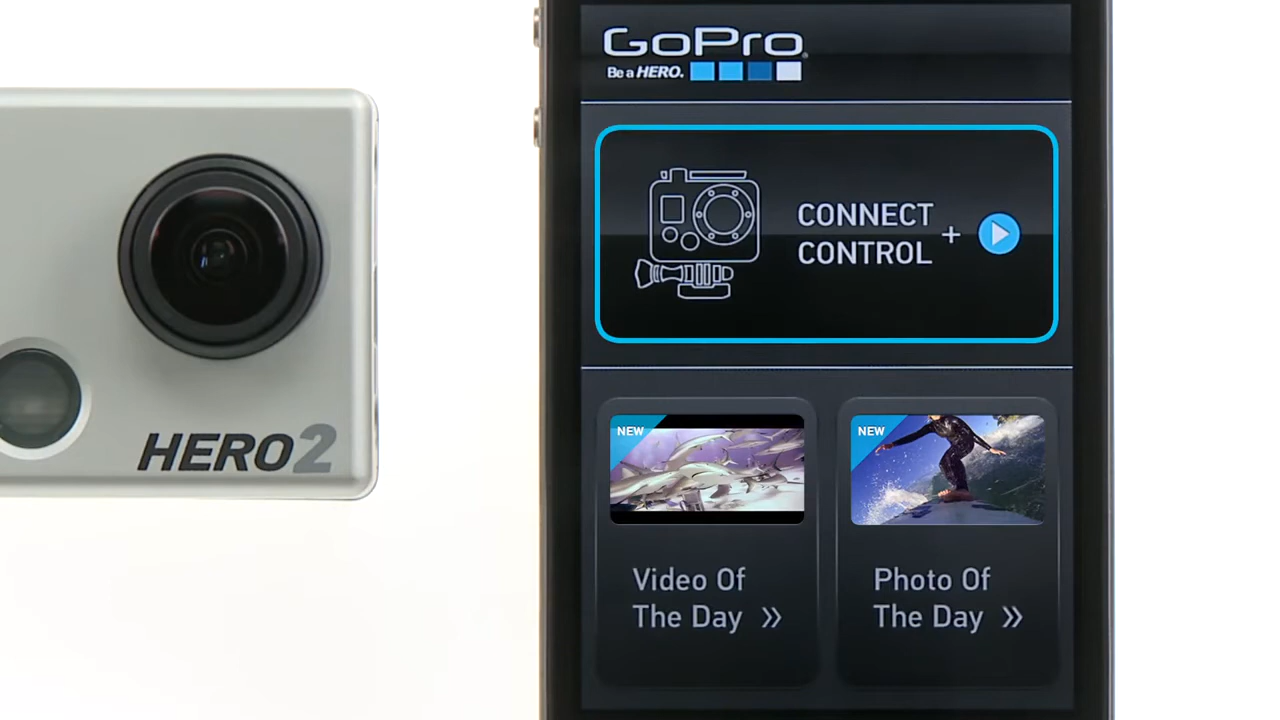 GoPro
Be a HERO.
CONNECT +
CONTROL
HERO2
NEW
NEW
Video Of
The Day »
Photo Of
The Day »